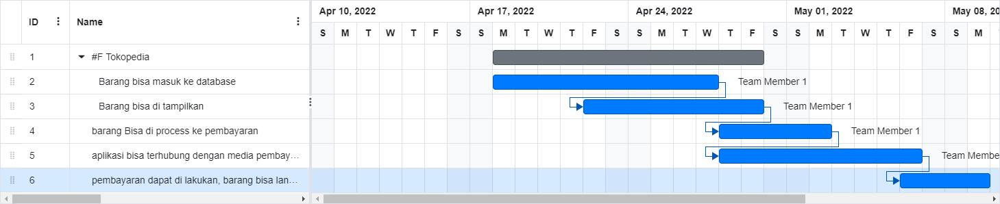 ID Name Apr 10, 2022 Apr 17, 2022 Apr 24, 2022 May 01, 2022 May 08, 20
S M T W T F S S M T W T F S S M T W T F S S M T W T F S S M
1 #F Tokopedia
2 Barang bisa masuk ke database Team Member 1
3 Barang bisa di tampilkan Team Member 1
4 barang Bisa di process ke pembayaran Team Member 1
5 aplikasi bisa terhubung dengan media pembay… Team Membe
6 pembayaran dapat di lakukan, barang bisa lan…